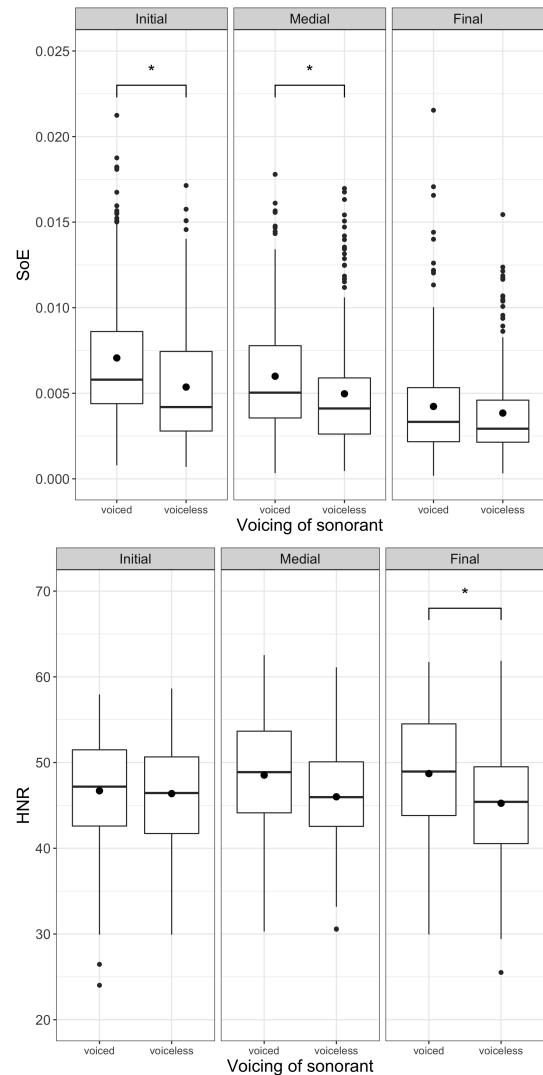 Initial Medial Final
* *
0.025
0.020
0.015
0.010
0.005
0.000
SoE
voiced voiceless voiced voiceless voiced voiceless
Voicing of sonorant
Initial Medial Final
*
70
60
50
40
30
20
HNR
voiced voiceless voiced voiceless voiced voiceless
Voicing of sonorant